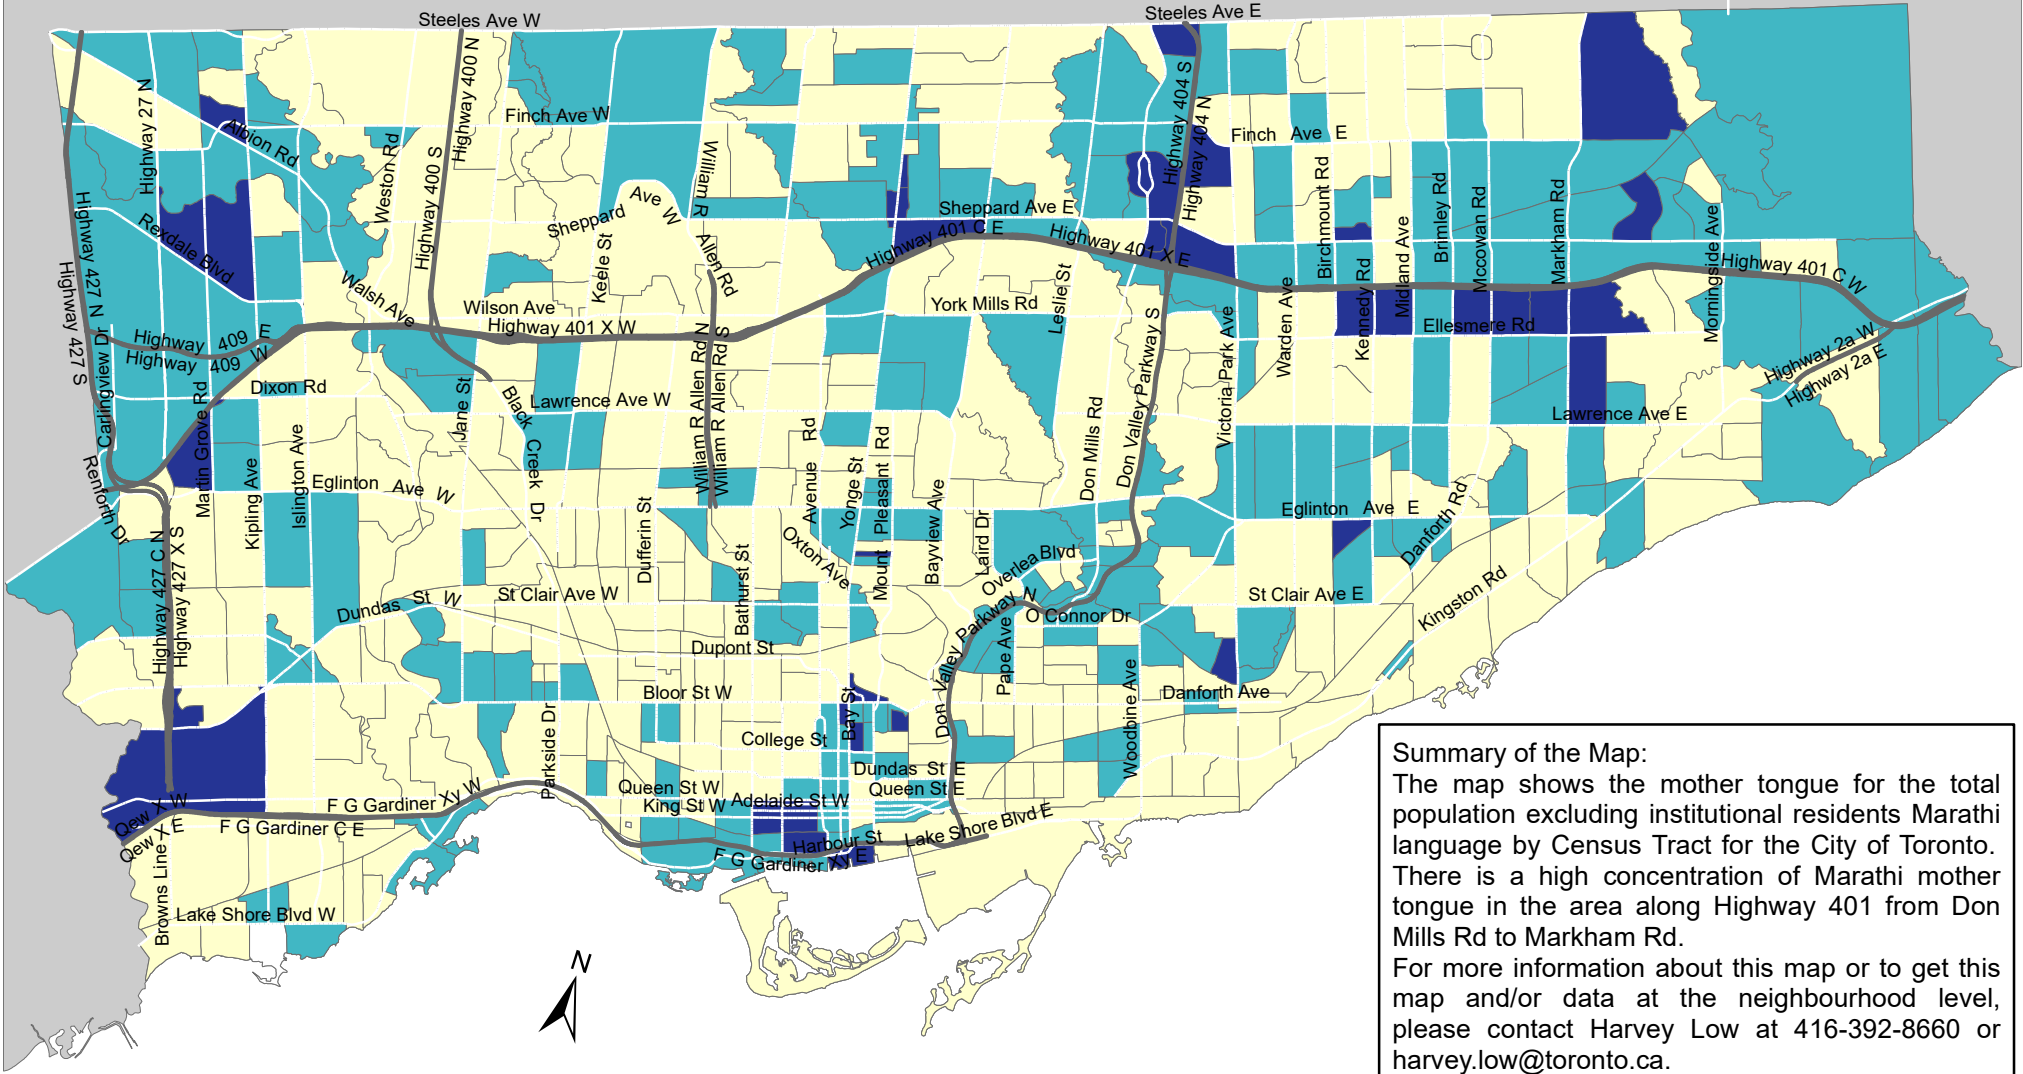 Steeles Ave W
Steeles Ave E
Highway 27 N
Albion Rd
Weston Rd
Highway 400 S
Highway 400 N
Finch Ave W
William R
Allen Rd
Highway 404 S
Highway 404 N
Finch Ave E
Highway 427 N
Highway 427 S
Rexdale Blvd
Walsh Ave
Sheppard Ave W
Keele St
Sheppard Ave E
Highway 401 C E
Highway 401 X E
Leslie St
Birchmount Rd
Midland Ave
Brimley Rd
Mccowan Rd
Markham Rd
Morningside Ave
Highway 401 C W
Wilson Ave
Highway 401 X W
York Mills Rd
Warden Ave
Kennedy Rd
Ellesmere Rd
Highway 2a W
Highway 2a E
Highway 409 E
Highway 409 W
Carlingview Dr
Dixon Rd
Martin Grove Rd
Jane St
Black Creek Dr
Lawrence Ave W
William R Allen Rd N
William R Allen Rd S
Avenue Rd
Yonge St
Mount Pleasant Rd
Bayview Ave
Don Mills Rd
Don Valley Parkway S
Victoria Park Ave
Lawrence Ave E
Renforth Dr
Kipling Ave
Islington Ave
Eglinton Ave W
Eglinton Ave E
Danforth Rd
Highway 427 C N
Highway 427 X S
Dufferin St
Bathurst St
Oxton Ave
Laird Dr
Overlea Blvd
Dundas St W
St Clair Ave W
Don Valley Parkway N
O Connor Dr
St Clair Ave E
Kingston Rd
Dupont St
Pape Ave
Woodbine Ave
Danforth Ave
Bloor St W
Bay St
Parkside Dr
College St
Dundas St E
Queen St W
Queen St E
King St W
Adelaide St W
Qew X W
Qew X E
F G Gardiner Xy W
F G Gardiner C E
Harbour St
Lake Shore Blvd E
F G Gardiner Xy E
Browns Line
Lake Shore Blvd W
N
Summary of the Map:
The map shows the mother tongue for the total
population excluding institutional residents Marathi
language by Census Tract for the City of Toronto.
There is a high concentration of Marathi mother
tongue in the area along Highway 401 from Don
Mills Rd to Markham Rd.
For more information about this map or to get this
map and/or data at the neighbourhood level,
please contact Harvey Low at 416-392-8660 or
harvey.low@toronto.ca.